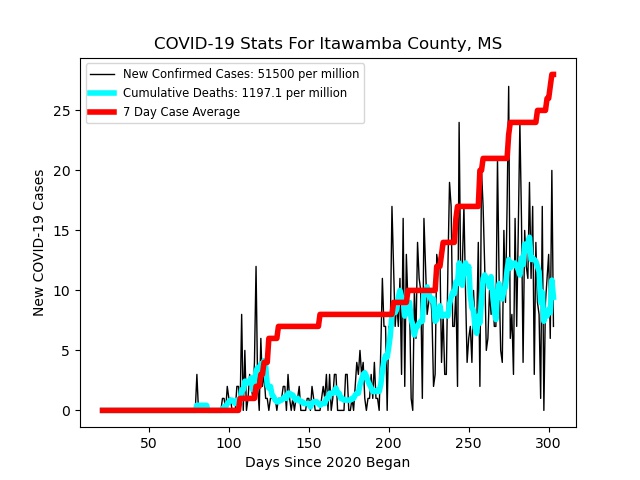 COVID-19 Stats For Itawamba County, MS
New Confirmed Cases: 51500 per million
Cumulative Deaths: 1197.1 per million
7 Day Case Average
New COVID-19 Cases
25
20
15
10
5
0
50 100 150 200 250 300
Days Since 2020 Began